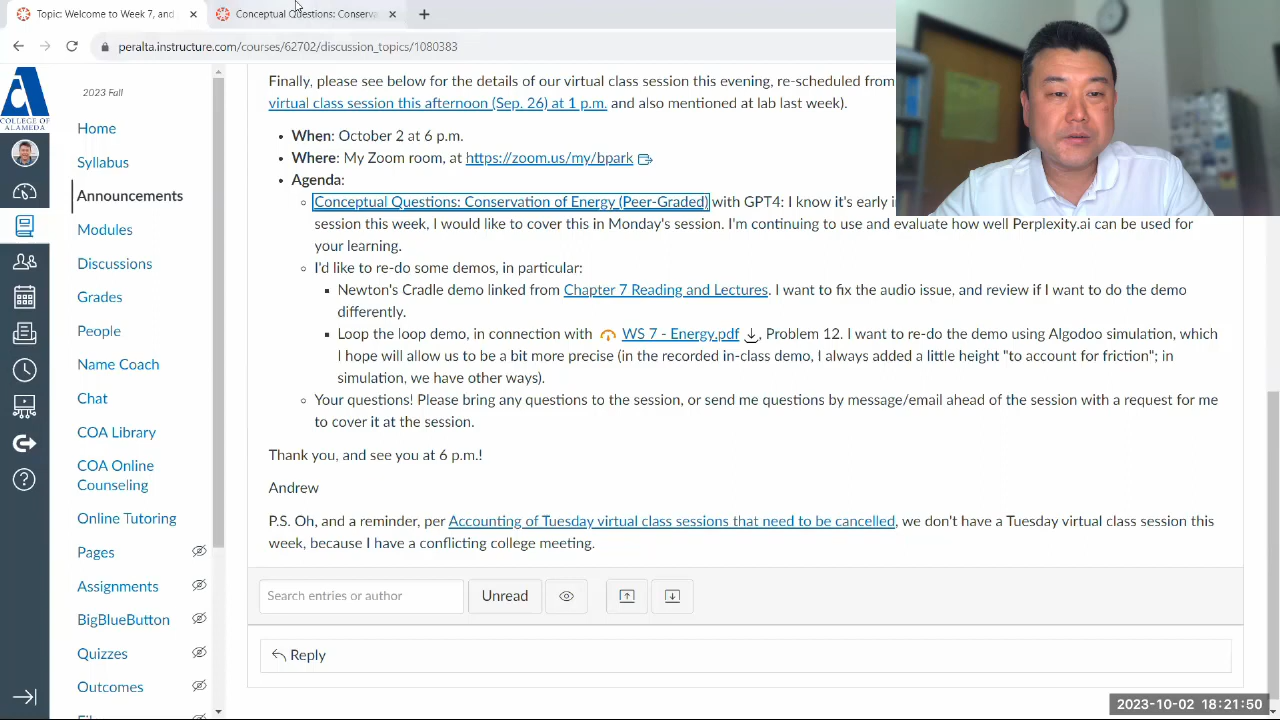 Topic: Welcome to Week 7, and
Conceptual Questions: Conserva
peralta.instructure.com/courses/62702/discussion_topics/1080383
COLLEGE OF
ALAMEDA
2023 Fall
Home
Syllabus
Announcements
Modules
Discussions
Grades
People
Name Coach
Chat
COA Library
COA Online
Counseling
Online Tutoring
Pages
Assignments
BigBlueButton
Quizzes
Outcomes
Finally, please see below for the details of our virtual class session this evening, re-scheduled from
virtual class session this afternoon (Sep. 26) at 1 p.m. and also mentioned at lab last week).
• When: October 2 at 6 p.m.
• Where: My Zoom room, at https://zoom.us/my/bpark
• Agenda:
Conceptual Questions: Conservation of Energy (Peer-Graded) with GPT4: I know it's early i
session this week, I would like to cover this in Monday's session. I'm continuing to use and evaluate how well Perplexity.ai can be used for
your learning.
I'd like to re-do some demos, in particular:
Newton's Cradle demo linked from Chapter 7 Reading and Lectures. I want to fix the audio issue, and review if I want to do the demo
differently.
Loop the loop demo, in connection with WS 7 - Energy.pdf, Problem 12. I want to re-do the demo using Algodoo simulation, which
I hope will allow us to be a bit more precise (in the recorded in-class demo, I always added a little height "to account for friction"; in
simulation, we have other ways).
Your questions! Please bring any questions to the session, or send me questions by message/email ahead of the session with a request for me
to cover it at the session.
Thank you, and see you at 6 p.m.!
Andrew
P.S. Oh, and a reminder, per Accounting of Tuesday virtual class sessions that need to be cancelled, we don't have a Tuesday virtual class session this
week, because I have a conflicting college meeting.
Search entries or author
Unread
Reply
2023-10-02 18:21:50